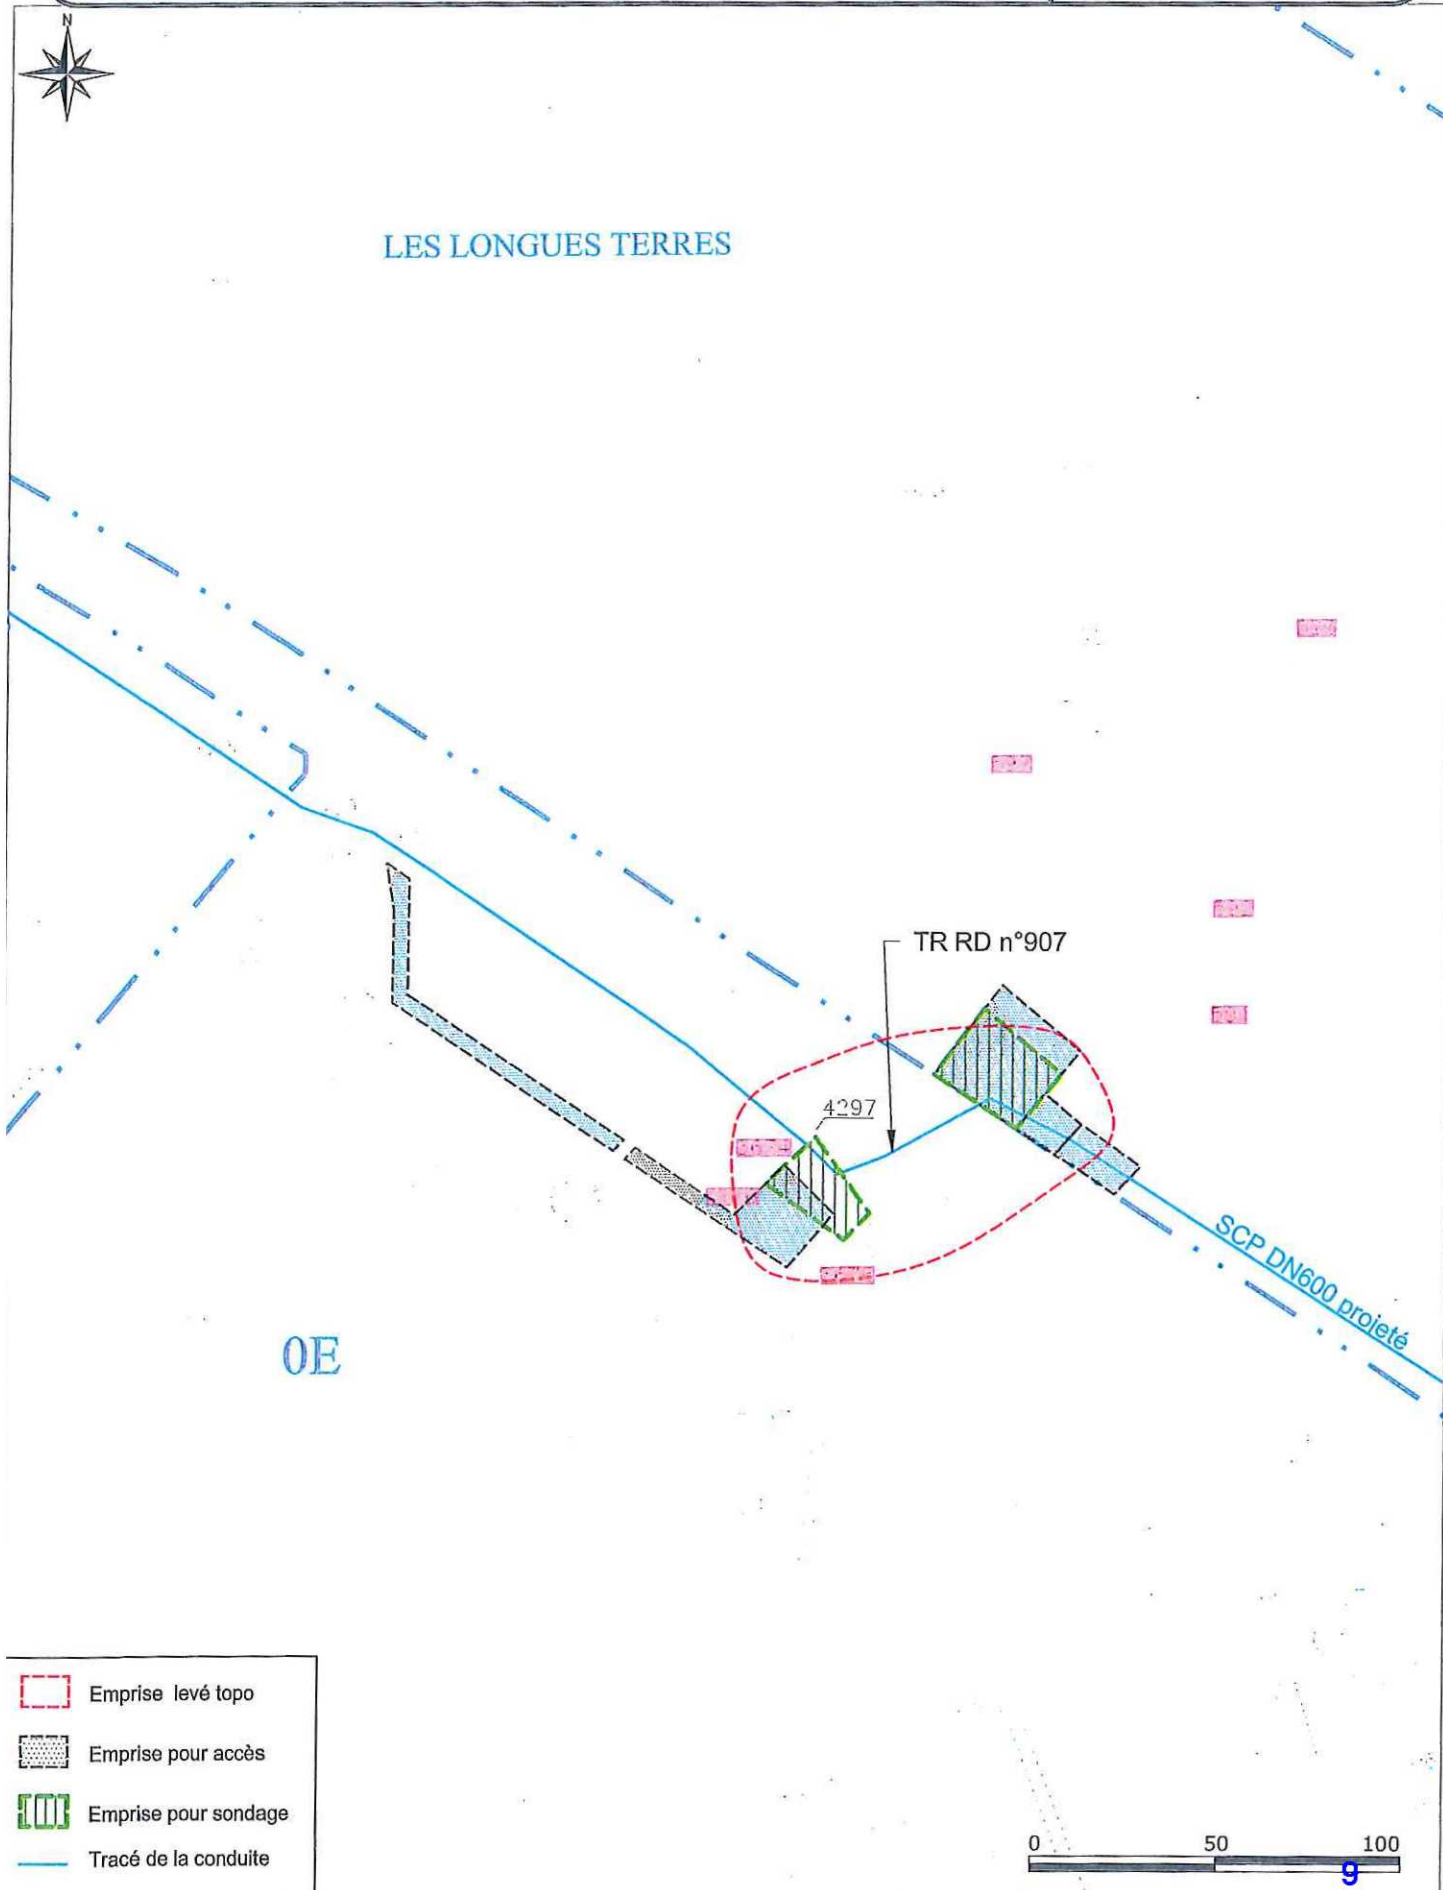 N
LES LONGUES TERRES
TR RD n°907
4297
SCP DN600 projeté
0E
Emprise levé topo
Emprise pour accès
Emprise pour sondage
Tracé de la conduite
0 50 100
9